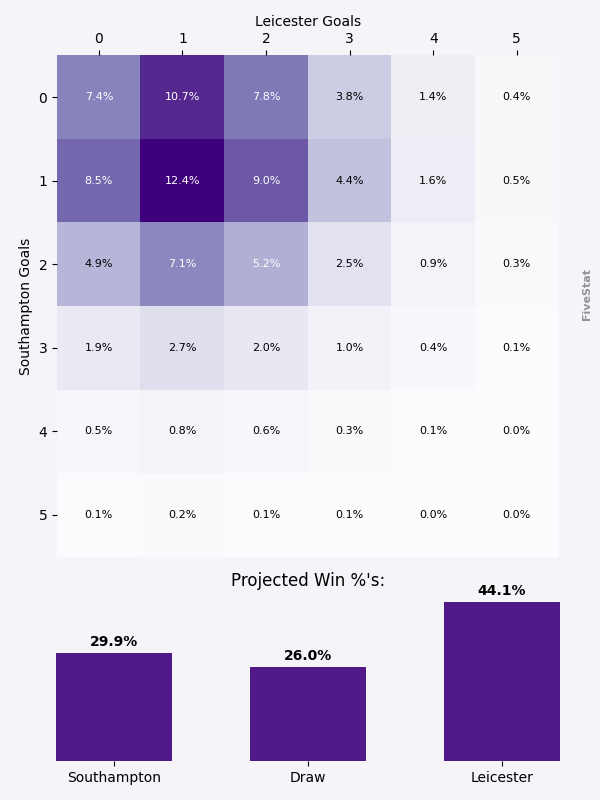 Leicester Goals
0 1 2 3 4 5
0 7.4% 10.7% 7.8% 3.8% 1.4% 0.4%
1 8.5% 12.4% 9.0% 4.4% 1.6% 0.5%
2 4.9% 7.1% 5.2% 2.5% 0.9% 0.3%
3 1.9% 2.7% 2.0% 1.0% 0.4% 0.1%
4 0.5% 0.8% 0.6% 0.3% 0.1% 0.0%
5 0.1% 0.2% 0.1% 0.1% 0.0% 0.0%
Southampton Goals
FiveStat
Projected Win %'s:
29.9% 26.0% 44.1%
Southampton Draw Leicester